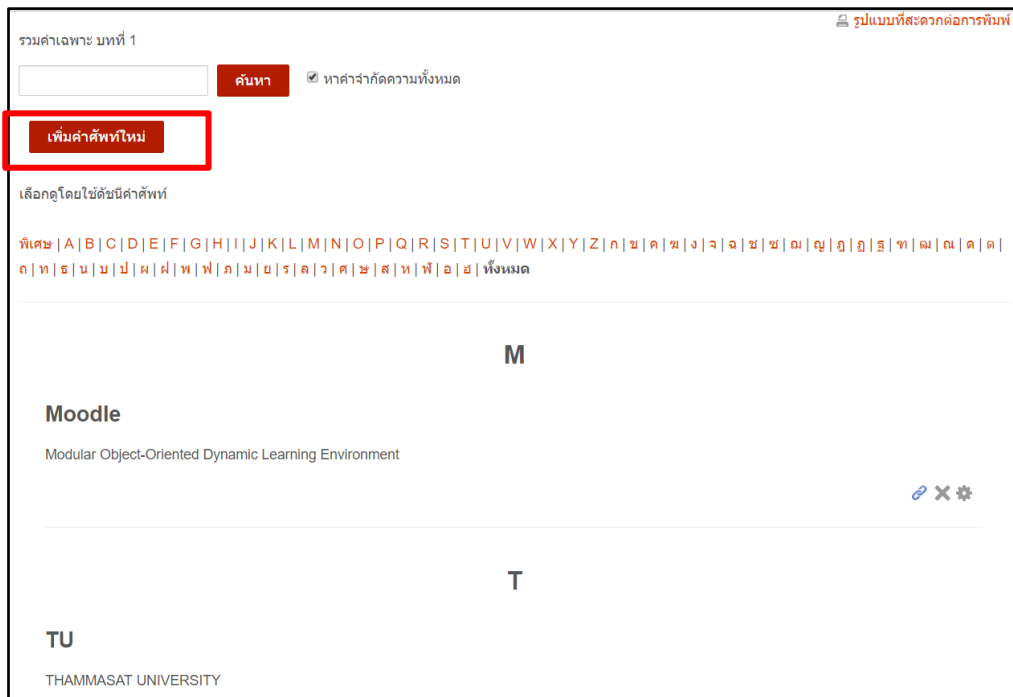 รูปแบบที่สะดวกต่อการพิมพ์
รวมคำเฉพาะ บทที่ 1
ค้นหา
หาคำจำกัดความทั้งหมด
เพิ่มคำศัพท์ใหม่
เลือกดูโดยใช้ดัชนีคำศัพท์
พิเศษ | A | B | C | D | E | F | G | H | I | J | K | L | M | N | O | P | Q | R | S | T | U | V | W | X | Y | Z | ก | ข | ค | ฆ | ง | จ | ฉ | ช | ซ | ฌ | ญ | ฎ | ฏ | ฐ | ฑ | ฒ | ณ | ด | ต |
ถ | ท | ธ | น | บ | ป | ผ | ฝ | พ | ฟ | ภ | ม | ย | ร | ล | ว | ศ | ษ | ส | ห | ฬ | อ | ฮ | ทั้งหมด
M
Moodle
Modular Object-Oriented Dynamic Learning Environment
T
TU
THAMMASAT UNIVERSITY